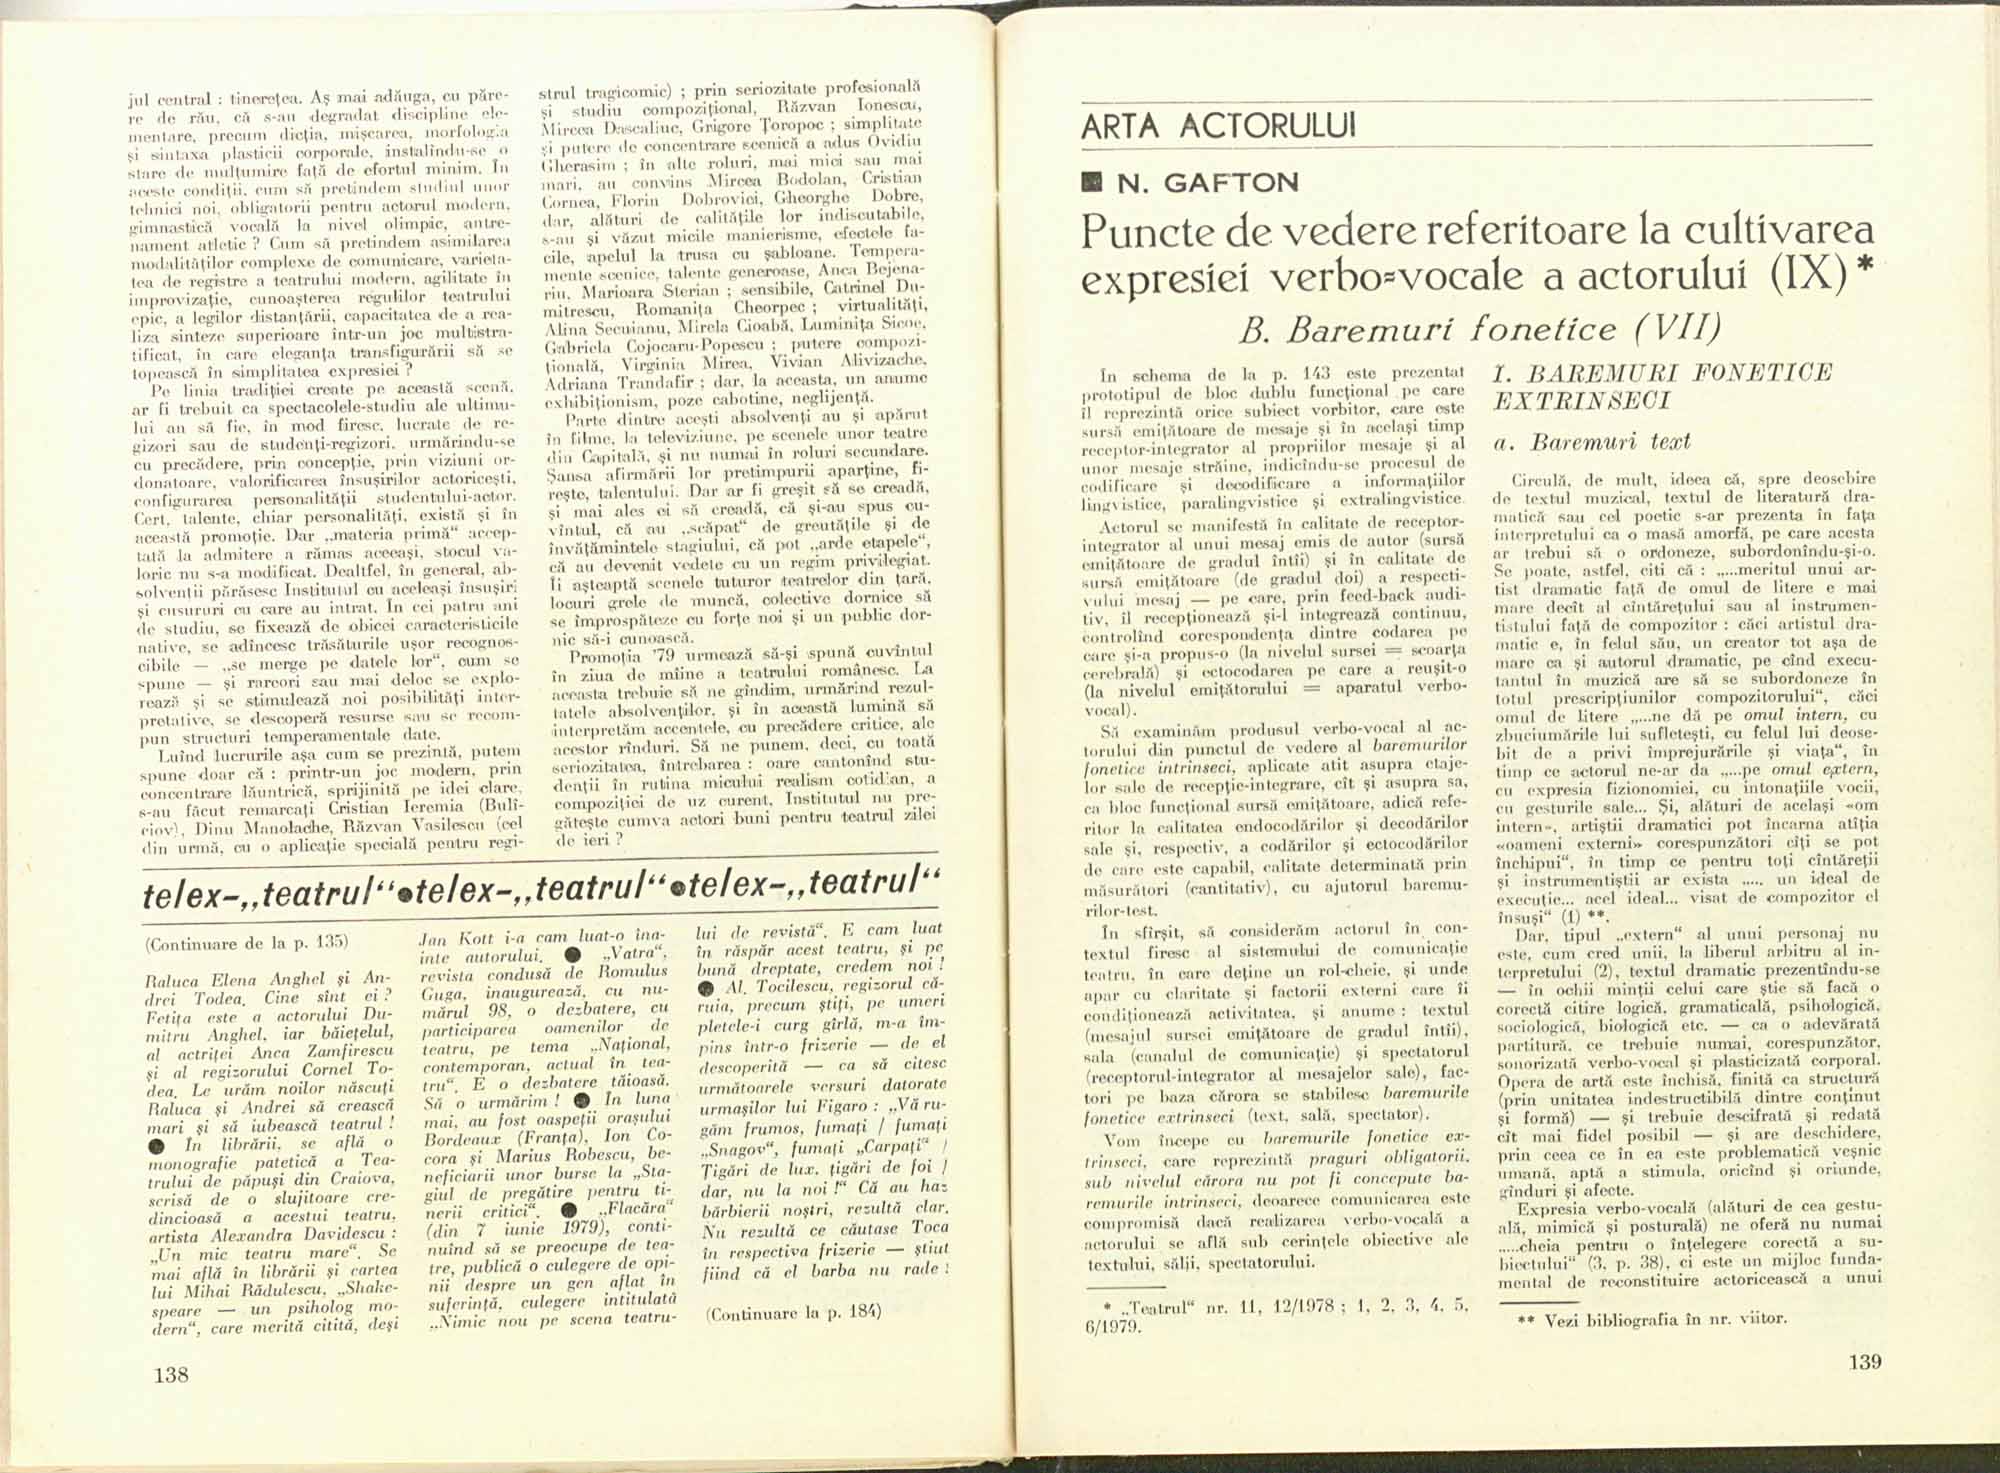 jul central : tinerețea. Aș mai adăuga, cu păre-
re de rău, că s-au degradat discipline ele-
mentare, precum dicția, mișcarea, morfologia
și sintaxa plasticii corporale, instalîndu-se o
stare de mulțumire față de efortul minim. În
aceste condiții, cum să pretindem studiul unor
tehnici noi, obligatorii pentru actorul modern,
gimnastică vocală la nivel olimpic, antre-
nament atletic ? Cum să pretindem asimilarea
modalităților complexe de comunicare, varieta-
tea de registre a teatrului modern, agilitate în
improvizație, cunoașterea regulilor teatrului
epic, a legilor distanțării, capacitatea de a rea-
liza sinteze superioare într-un joc multistra-
tificat, în care eleganța transfigurării să se
topească în simplitatea expresiei ?
Pe linia tradiției create pe această scenă,
ar fi trebuit ca spectacolele-studiu ale ultimu-
lui an să fie, în mod firesc, lucrate de re-
gizori sau de studenți-regizori, urmărindu-se
cu precădere, prin concepție, prin viziuni or-
donatoare, valorificarea însușirilor actoricești,
configurarea personalității studentului-actor.
Cert, talente, chiar personalități, există și în
această promoție. Dar „materia primă“ accep-
tată la admitere a rămas aceeași, stocul va-
loric nu s-a modificat. Dealtfel, în general, ab-
solvenții părăsesc Institutul cu aceleași însușiri
și cusururi cu care au intrat. În cei patru ani
de studiu, se fixează de obicei caracteristicile
native, se adîncesc trăsăturile ușor recognos-
cibile — „se merge pe datele lor“, cum se
spune — și rareori sau mai deloc se explo-
rează și se stimulează noi posibilități inter-
pretative, se descoperă resurse sau se recom-
pun structuri temperamentale date.
Luînd lucrurile așa cum se prezintă, putem
spune doar că : printr-un joc modern, prin
concentrare lăuntrică, sprijinită pe idei clare,
s-au făcut remarcați Cristian Ieremia (Bulî-
ciov), Dinu Manolache, Răzvan Vasilescu (cel
din urmă, cu o aplicație specială pentru regi-
strul tragicomic) ; prin seriozitate profesională
și studiu compozițional, Răzvan Ionescu,
Mircea Dascaliuc, Grigore Țoropoc ; simplitate
și putere de concentrare scenică a adus Ovidiu
Gherasim ; în alte roluri, mai mici sau mai
mari, au convins Mircea Bodolan, Cristian
Cornea, Florin Dobrovici, Gheorghe Dobre,
dar, alături de calitățile lor indiscutabile,
s-au și văzut micile manierisme, efectele fa-
cile, apelul la trusa cu șabloane. Tempera-
mente scenice, talente generoase, Anca Bejena-
riu, Marioara Sterian ; sensibile, Catrinel Du-
mitrescu, Romanița Cheorpec ; virtualități,
Alina Secuianu, Mirela Cioabă, Luminița Sicoe,
Gabriela Cojocaru-Popescu ; putere compozi-
țională, Virginia Mirea, Vivian Alivizache,
Adriana Trandafir ; dar, la aceasta, un anume
exhibiționism, poze cabotine, neglijență.
Parte dintre acești absolvenți au și apărut
în filme, la televiziune, pe scenele unor teatre
din Capitală, și nu numai în roluri secundare.
Șansa afirmării lor pretimpurii aparține, fi-
rește, talentului. Dar ar fi greșit să se creadă,
și mai ales ei să creadă, că și-au spus cu-
vîntul, că au „scăpat“ de greutățile și de
învățămintele stagiului, că pot „arde etapele“,
că au devenit vedete cu un regim privilegiat.
Îi așteaptă scenele tuturor teatrelor din țară,
locuri grele de muncă, colective dornice să
se împrospăteze cu forțe noi și un public dor-
nic să-i cunoască.
Promoția '79 urmează să-și spună cuvîntul
în ziua de mîine a teatrului românesc. La
aceasta trebuie să ne gîndim, urmărind rezul-
tatele absolvenților, și în această lumină să
interpretăm accentele, cu precădere critice, ale
acestor rînduri. Să ne punem, deci, cu toată
seriozitatea, întrebarea : oare cantonînd stu-
denții în rutina micului realism cotidian, a
compoziției de uz curent, Institutul nu pre-
gătește cumva actori buni pentru teatrul zilei
de ieri ?
telex-„teatrul“●telex-„teatrul“●telex-„teatrul“
(Continuare de la p. 135)
Raluca Elena Anghel și An-
drei Todea. Cine sînt ei ?
Fetița este a actorului Du-
mitru Anghel, iar băiețelul,
al actriței Anca Zamfirescu
și al regizorului Cornel To-
dea. Le urăm noilor născuți
Raluca și Andrei să crească
mari și să iubească teatrul !
● În librării, se află o
monografie patetică a Tea-
trului de păpuși din Craiova,
scrisă de o slujitoare cre-
dincioasă a acestui teatru,
artista Alexandra Davidescu :
„Un mic teatru mare“. Se
mai află în librării și cartea
lui Mihai Rădulescu, „Shake-
speare — un psiholog mo-
dern“, care merită citită, deși
Jan Kott i-a cam luat-o îna-
inte autorului. ● „Vatra“,
revista condusă de Romulus
Guga, inaugurează, cu nu-
mărul 98, o dezbatere, cu
participarea oamenilor de
teatru, pe tema „Național,
contemporan, actual în tea-
tru“. E o dezbatere tăioasă.
Să o urmărim ! ● În luna
mai, au fost oaspeții orașului
Bordeaux (Franța), Ion Co-
cora și Marius Robescu, be-
neficiarii unor burse la „Sta-
giul de pregătire pentru ti-
nerii critici“. ● „Flacăra“
(din 7 iunie 1979), conti-
nuînd să se preocupe de tea-
tre, publică o culegere de opi-
nii despre un gen aflat în
suferință, culegere intitulată
„Nimic nou pe scena teatru-
lui de revistă“. E cam luat
în răspăr acest teatru, și pe
bună dreptate, credem noi !
● Al. Tocilescu, regizorul că-
ruia, precum știți, pe umeri
pletele-i curg gîrlă, m-a îm-
pins într-o frizerie — de el
descoperită — ca să citesc
următoarele versuri datorate
urmașilor lui Figaro : „Vă ru-
găm frumos, fumați / fumați
„Snagov“, fumați „Carpați“ /
Țigări de lux, țigări de foi /
dar, nu la noi !“ Că au haz
bărbierii noștri, rezultă clar.
Nu rezultă ce căutase Toca
în respectiva frizerie — știut
fiind că el barba nu rade !
(Continuare la p. 184)
138
ARTA ACTORULUI
■ N. GAFTON
Puncte de vedere referitoare la cultivarea
expresiei verbo-vocale a actorului (IX)*
B. Baremuri fonetice (VII)
În schema de la p. 143 este prezentat
prototipul de bloc dublu funcțional pe care
îl reprezintă orice subiect vorbitor, care este
sursă emițătoare de mesaje și în același timp
receptor-integrator al propriilor mesaje și al
unor mesaje străine, indicîndu-se procesul de
codificare și decodificare a informațiilor
lingvistice, paralingvistice și extralingvistice.
Actorul se manifestă în calitate de receptor-
integrator al unui mesaj emis de autor (sursă
emițătoare de gradul întîi) și în calitate de
sursă emițătoare (de gradul doi) a respecti-
vului mesaj — pe care, prin feed-back audi-
tiv, îl recepționează și-l integrează continuu,
controlînd corespondența dintre codarea pe
care și-a propus-o (la nivelul sursei = scoarța
cerebrală) și ectocodarea pe care a reușit-o
(la nivelul emițătorului = aparatul verbo-
vocal).
Să examinăm produsul verbo-vocal al ac-
torului din punctul de vedere al baremurilor
fonetice intrinseci, aplicate atît asupra etaje-
lor sale de recepție-integrare, cît și asupra sa,
ca bloc funcțional sursă emițătoare, adică refe-
ritor la calitatea endocodărilor și decodărilor
sale și, respectiv, a codărilor și ectocodărilor
de care este capabil, calitate determinată prin
măsurători (cantitativ), cu ajutorul baremu-
rilor-test.
În sfîrșit, să considerăm actorul în con-
textul firesc al sistemului de comunicație
teatru, în care deține un rol-cheie, și unde
apar cu claritate și factorii externi care îi
condiționează activitatea, și anume : textul
(mesajul sursei emițătoare de gradul întîi),
sala (canalul de comunicație) și spectatorul
(receptorul-integrator al mesajelor sale), fac-
tori pe baza cărora se stabilesc baremurile
fonetice extrinseci (text, sală, spectator).
Vom începe cu baremurile fonetice ex-
trinseci, care reprezintă praguri obligatorii,
sub nivelul cărora nu pot fi concepute ba-
remurile intrinseci, deoarece comunicarea este
compromisă dacă realizarea verbo-vocală a
actorului se află sub cerințele obiective ale
textului, sălii, spectatorului.
* „Teatrul“ nr. 11, 12/1978 ; 1, 2, 3, 4, 5,
6/1979.
I. BAREMURI FONETICE
EXTRINSECI
a. Baremuri text
Circulă, de mult, ideea că, spre deosebire
de textul muzical, textul de literatură dra-
matică sau cel poetic s-ar prezenta în fața
interpretului ca o masă amorfă, pe care acesta
ar trebui să o ordoneze, subordonîndu-și-o.
Se poate, astfel, citi că : „...meritul unui ar-
tist dramatic față de omul de litere e mai
mare decît al cîntărețului sau al instrumen-
tistului față de compozitor : căci artistul dra-
matic e, în felul său, un creator tot așa de
mare ca și autorul dramatic, pe cînd execu-
tantul în muzică are să se subordoneze în
totul prescripțiunilor compozitorului“, căci
omul de litere „...ne dă pe omul intern, cu
zbuciumările lui sufletești, cu felul lui deose-
bit de a privi împrejurările și viața“, în
timp ce actorul ne-ar da „...pe omul extern,
cu expresia fizionomiei, cu intonațiile vocii,
cu gesturile sale... Și, alături de același «om
intern», artiștii dramatici pot încarna atîția
«oameni externi» corespunzători cîți se pot
închipui“, în timp ce pentru toți cîntăreții
și instrumentiștii ar exista „... un ideal de
execuție... acel ideal... visat de compozitor el
însuși“ (1) **.
Dar, tipul „extern“ al unui personaj nu
este, cum cred unii, la liberul arbitru al in-
terpretului (2), textul dramatic prezentîndu-se
— în ochii minții celui care știe să facă o
corectă citire logică, gramaticală, psihologică,
sociologică, biologică etc. — ca o adevărată
partitură, ce trebuie numai, corespunzător,
sonorizată verbo-vocal și plasticizată corporal.
Opera de artă este închisă, finită ca structură
(prin unitatea indestructibilă dintre conținut
și formă) — și trebuie descifrată și redată
cît mai fidel posibil — și are deschidere,
prin ceea ce în ea este problematică veșnic
umană, aptă a stimula, oricînd și oriunde,
gînduri și afecte.
Expresia verbo-vocală (alături de cea gestu-
ală, mimică și posturală) ne oferă nu numai
„...cheia pentru o înțelegere corectă a su-
biectului“ (3, p. 38), ci este un mijloc funda-
mental de reconstituire actoricească a unui
** Vezi bibliografia în nr. viitor.
139